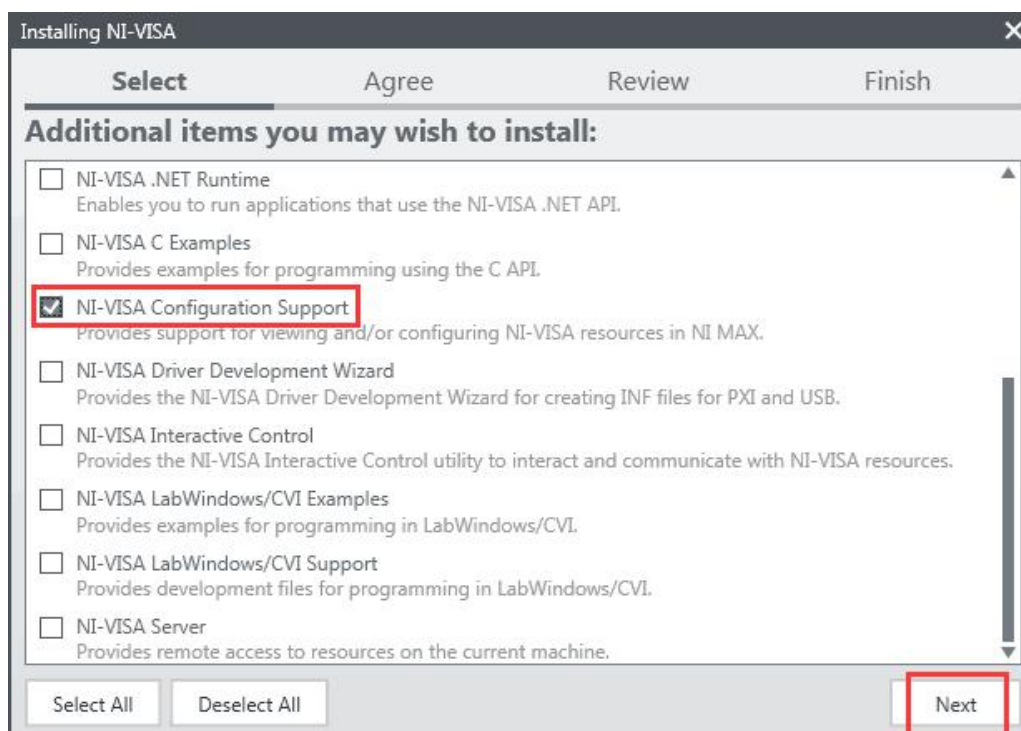 Installing NI-VISA
Select Agree Review Finish
Additional items you may wish to install:
NI-VISA .NET Runtime
Enables you to run applications that use the NI-VISA .NET API.
NI-VISA C Examples
Provides examples for programming using the C API.
NI-VISA Configuration Support
Provides support for viewing and/or configuring NI-VISA resources in NI MAX.
NI-VISA Driver Development Wizard
Provides the NI-VISA Driver Development Wizard for creating INF files for PXI and USB.
NI-VISA Interactive Control
Provides the NI-VISA Interactive Control utility to interact and communicate with NI-VISA resources.
NI-VISA LabWindows/CVI Examples
Provides examples for programming in LabWindows/CVI.
NI-VISA LabWindows/CVI Support
Provides development files for programming in LabWindows/CVI.
NI-VISA Server
Provides remote access to resources on the current machine.
Select All Deselect All Next